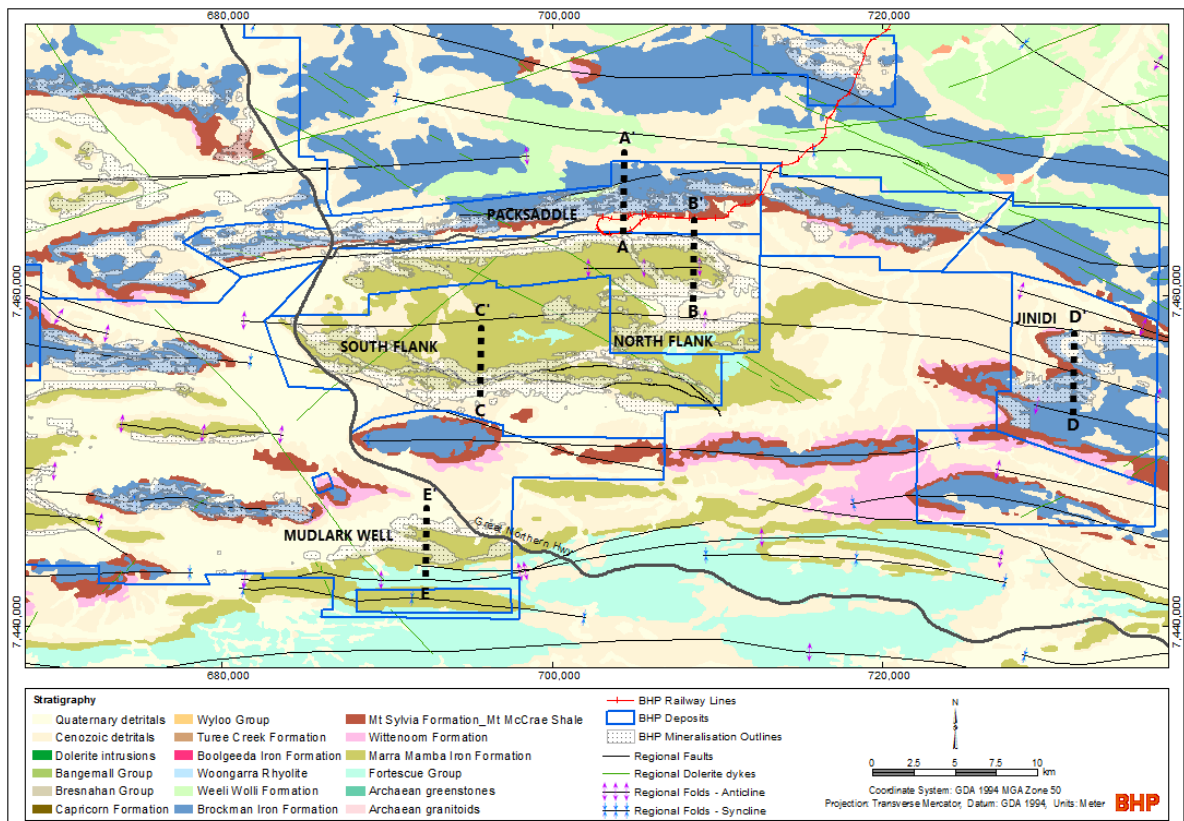 680,000
700,000
720,000
A'
B'
PACKSADDLE
A
7,460,000
7,460,000
B
C'
JINIDI
D'
SOUTH FLANK
NORTH FLANK
C
D
E'
MUDLARK WELL
Great Northern Hwy
E
7,440,000
7,440,000
680,000
700,000
720,000
Stratigraphy
Quaternary detritals
Cenozoic detritals
Dolerite intrusions
Bangemall Group
Bresnahan Group
Capricorn Formation
Wyloo Group
Turee Creek Formation
Boolgeeda Iron Formation
Woongarra Rhyolite
Weeli Wolli Formation
Brockman Iron Formation
Mt Sylvia Formation_Mt McCrae Shale
Wittenoom Formation
Marra Mamba Iron Formation
Fortescue Group
Archaean greenstones
Archaean granitoids
BHP Railway Lines
BHP Deposits
BHP Mineralisation Outlines
Regional Faults
Regional Dolerite dykes
Regional Folds - Anticline
Regional Folds - Syncline
N
0 2.5 5 7.5 10
km
Coordinate System: GDA 1994 MGA Zone 50
Projection: Transverse Mercator, Datum: GDA 1994, Units: Meter
BHP